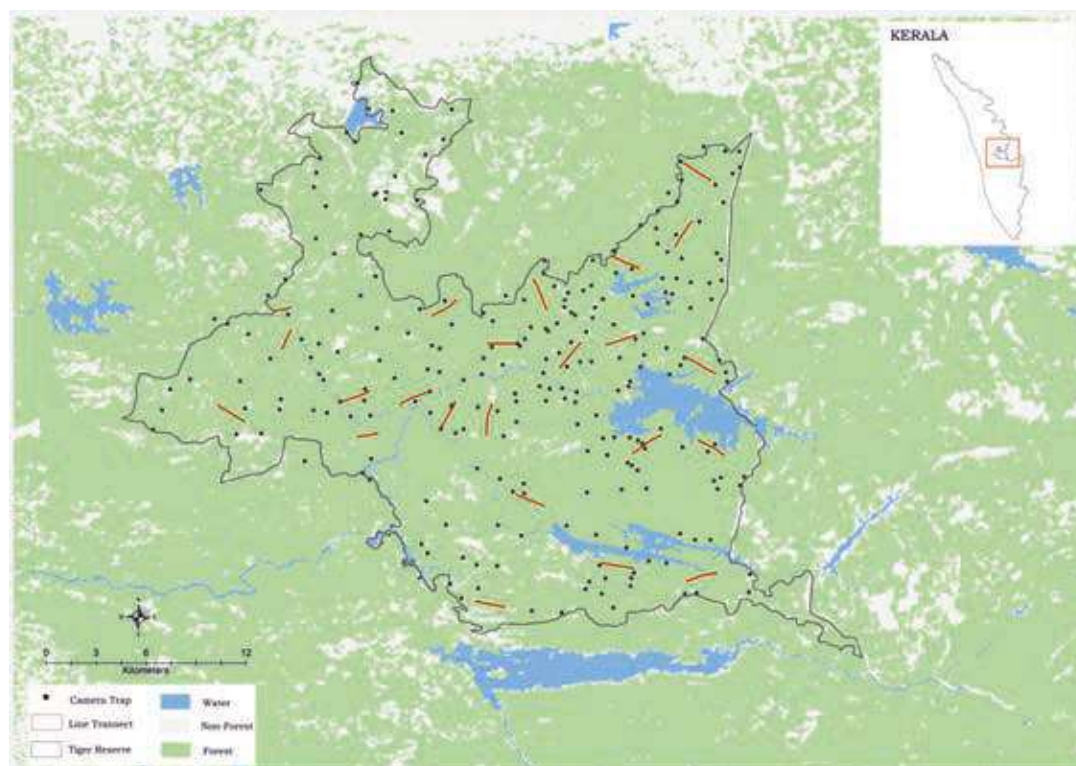 KERALA
N
0 3 6 12
Kilometers
Camera Trap
Water
Line Transect
Non-Forest
Tiger Reserve
Forest